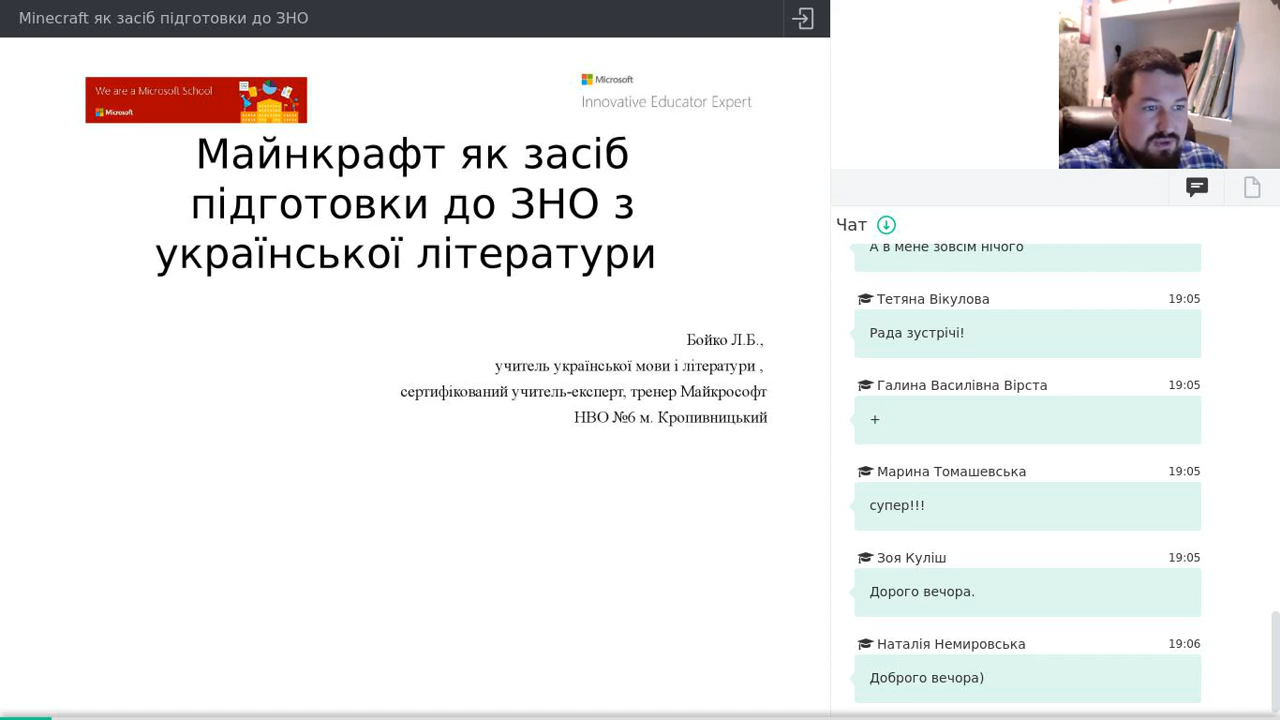 Minecraft як засіб підготовки до ЗНО
We are a Microsoft School
Microsoft
Microsoft
Innovative Educator Expert
Майнкрафт як засіб
підготовки до ЗНО з
української літератури
Бойко Л.Б.,
учитель української мови і літератури ,
сертифікований учитель-експерт, тренер Майкрософт
НВО №6 м. Кропивницький
Чат
А в мене зовсім нічого
Тетяна Вікулова 19:05
Рада зустрічі!
Галина Василівна Вірста 19:05
+
Марина Томашевська 19:05
супер!!!
Зоя Куліш 19:05
Дорого вечора.
Наталія Немировська 19:06
Доброго вечора)